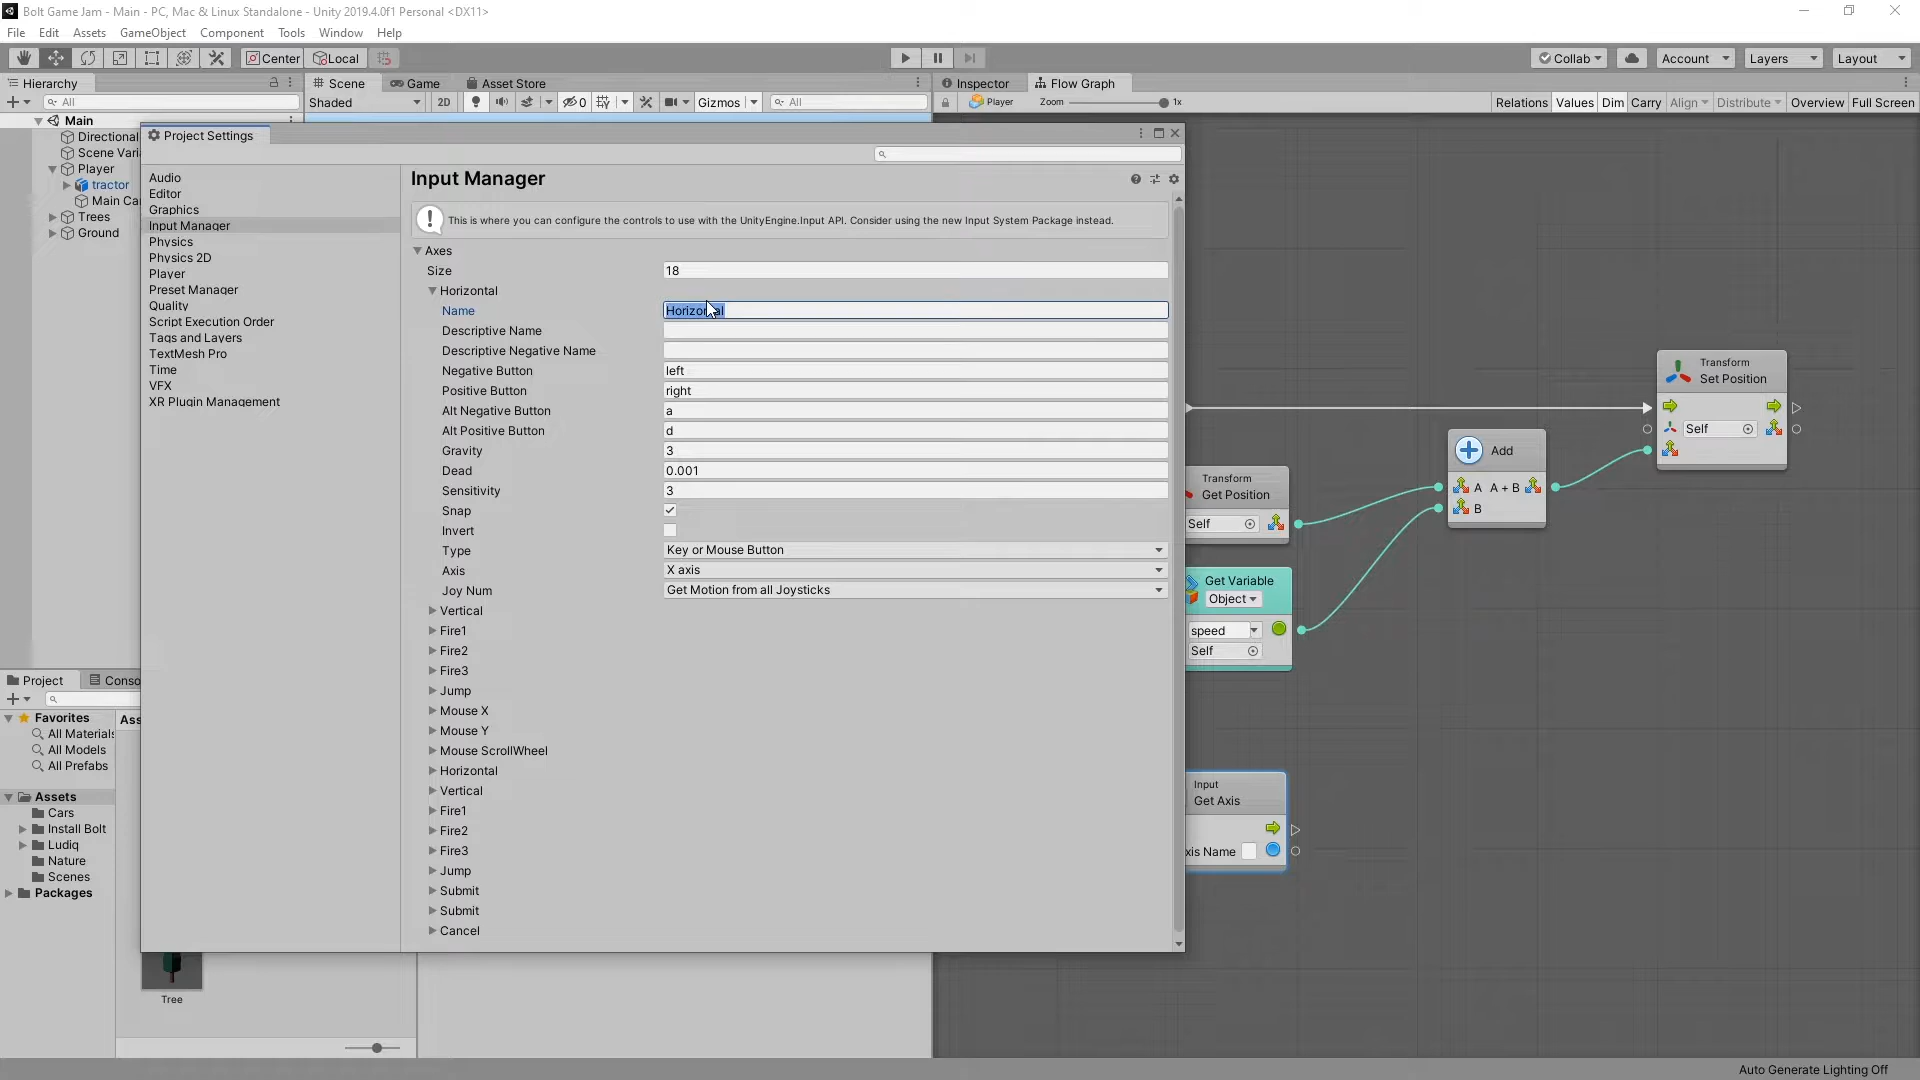 Bolt Game Jam - Main - PC, Mac & Linux Standalone - Unity 2019.4.0f1 Personal <DX11>
File Edit Assets GameObject Component Tools Window Help
Center Local Collab Account Layers Layout
Hierarchy Scene Game Asset Store Inspector Flow Graph
All Shaded 2D 0 Gizmos All Player Zoom 1x Relations Values Dim Carry Align Distribute Overview Full Screen
Main
Directional
Scene Vari
Player
tractor
Main Ca
Trees
Ground
Project Settings
Audio
Editor
Graphics
Input Manager
Physics
Physics 2D
Player
Preset Manager
Quality
Script Execution Order
Tags and Layers
TextMesh Pro
Time
VFX
XR Plugin Management
Input Manager
This is where you can configure the controls to use with the UnityEngine.Input API. Consider using the new Input System Package instead.
Axes
Size 18
Horizontal
Name Horizontal
Descriptive Name
Descriptive Negative Name
Negative Button left
Positive Button right
Alt Negative Button a
Alt Positive Button d
Gravity 3
Dead 0.001
Sensitivity 3
Snap
Invert
Type Key or Mouse Button
Axis X axis
Joy Num Get Motion from all Joysticks
Vertical
Fire1
Fire2
Fire3
Jump
Mouse X
Mouse Y
Mouse ScrollWheel
Horizontal
Vertical
Fire1
Fire2
Fire3
Jump
Submit
Submit
Cancel
Transform
Set Position
Self
Add
A A + B
B
Transform
Get Position
Self
Get Variable
Object
speed
Self
Input
Get Axis
xis Name
Project Conso
Favorites
All Materials
All Models
All Prefabs
Ass
Assets
Cars
Install Bolt
Ludiq
Nature
Scenes
Packages
Tree
Auto Generate Lighting Off